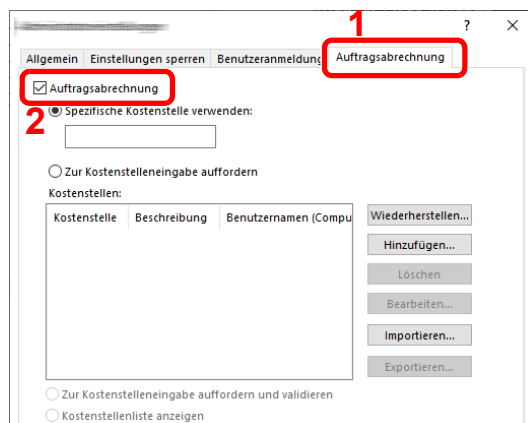 1
?
Allgemein Einstellungen sperren Benutzeranmeldung Auftragsabrechnung
Auftragsabrechnung
2
Spezifische Kostenstelle verwenden:
Zur Kostenstelleneingabe auffordern
Kostenstellen:
Kostenstelle Beschreibung Benutzernamen (Compu
Wiederherstellen...
Hinzufügen...
Löschen
Bearbeiten...
Importieren...
Exportieren...
Zur Kostenstelleneingabe auffordern und validieren
Kostenstellenliste anzeigen